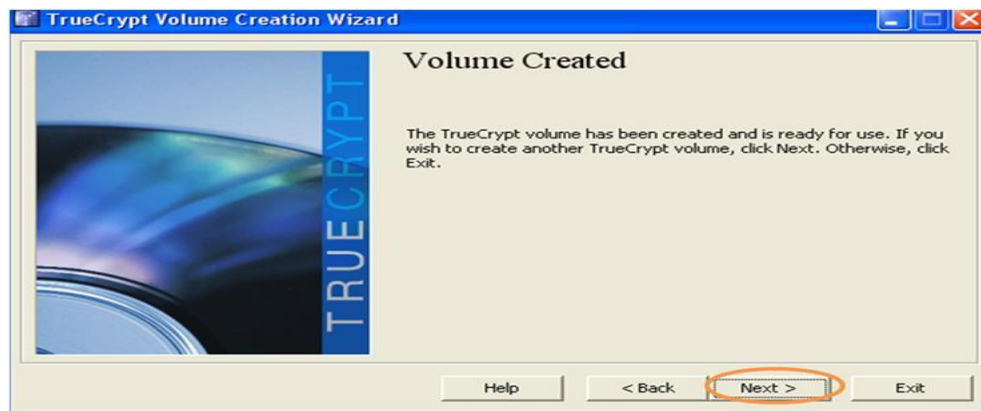 TrueCrypt Volume Creation Wizard
TRUECRYPT
Volume Created
The TrueCrypt volume has been created and is ready for use. If you
wish to create another TrueCrypt volume, click Next. Otherwise, click
Exit.
Help
< Back
Next >
Exit